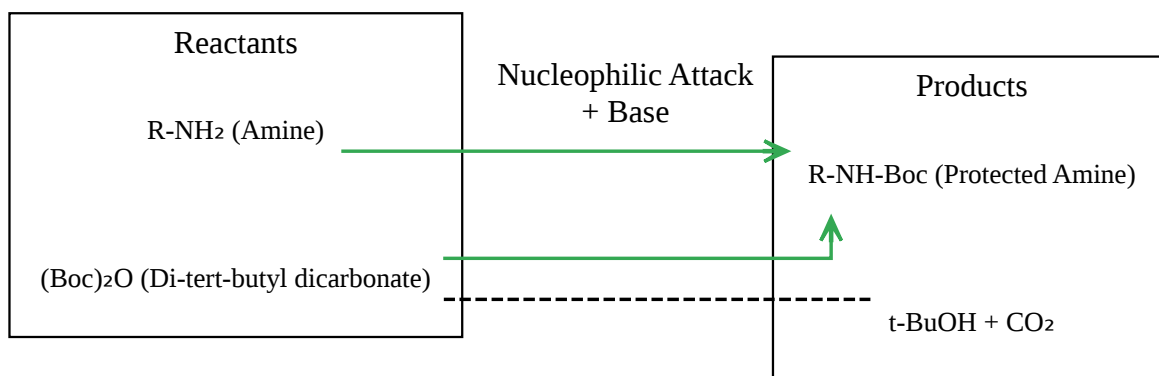 Reactants
R-NH₂ (Amine)
(Boc)₂O (Di-tert-butyl dicarbonate)
Nucleophilic Attack
+ Base
Products
R-NH-Boc (Protected Amine)
t-BuOH + CO₂